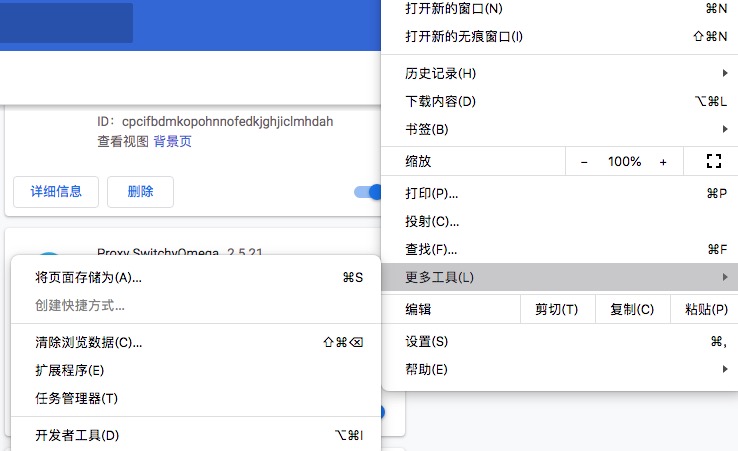 打开新的窗口(N) ⌘N
打开新的无痕窗口(I) ⇧⌘N
历史记录(H)
下载内容(D) ⌥⌘L
书签(B)
缩放 − 100% +
打印(P)... ⌘P
投射(C)...
查找(F)... ⌘F
更多工具(L)
编辑 剪切(T) 复制(C) 粘贴(P)
设置(S) ⌘,
帮助(E)
ID：cpcifbdmkopohnnofedkjghjiclmhdah
查看视图 背景页
详细信息 删除
Proxy SwitchyOmega 2.5.21
将页面存储为(A)... ⌘S
创建快捷方式...
清除浏览数据(C)... ⇧⌘⌫
扩展程序(E)
任务管理器(T)
开发者工具(D) ⌥⌘I